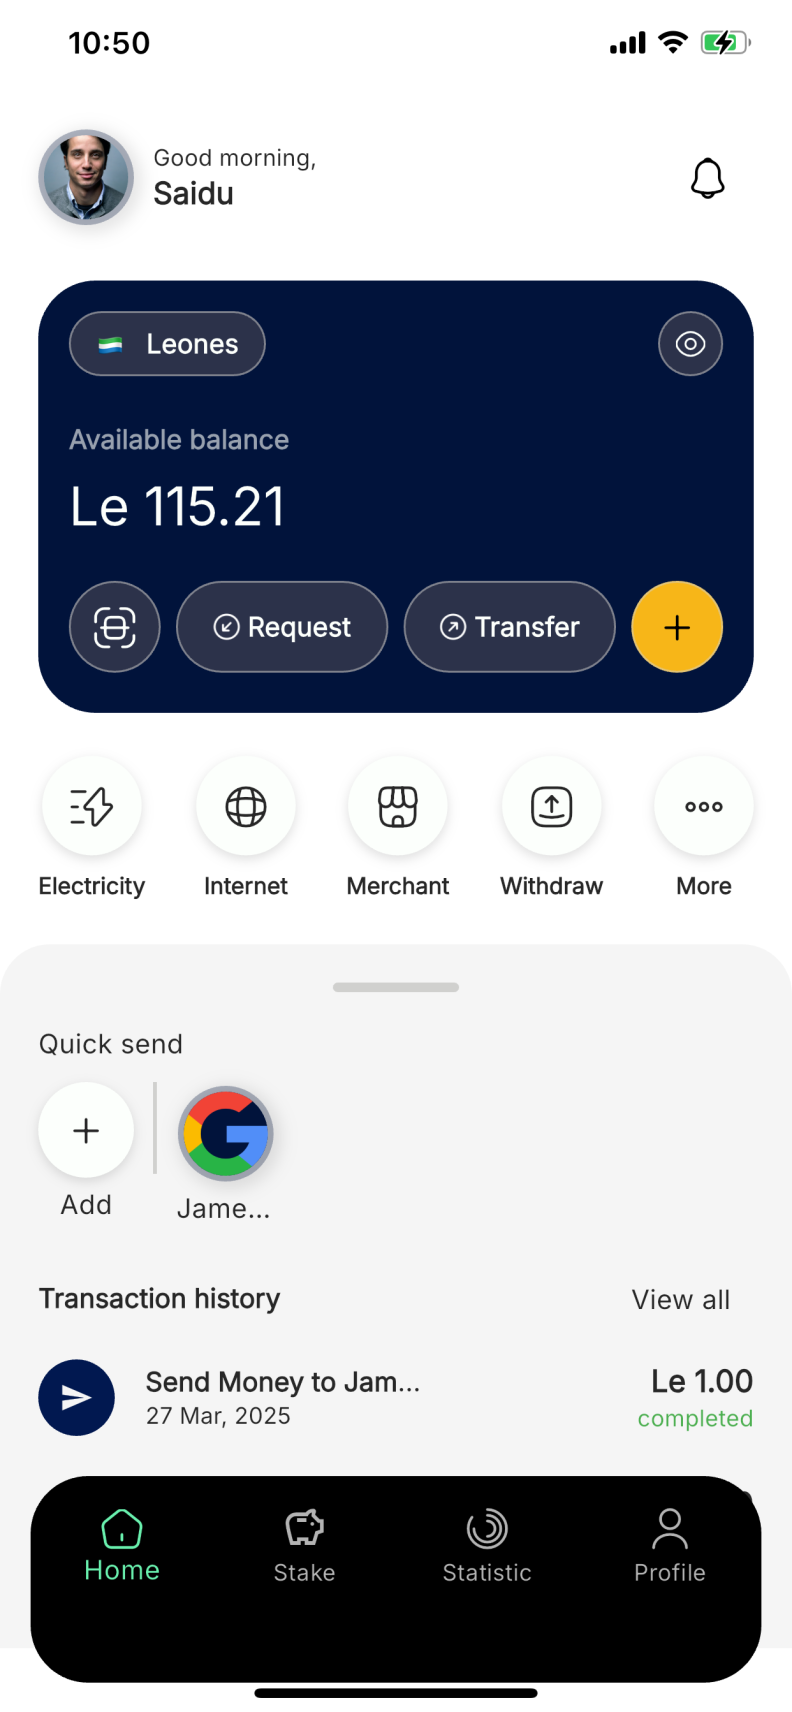 10:50
Good morning,
Saidu
Leones
Available balance
Le 115.21
Request
Transfer
Electricity
Internet
Merchant
Withdraw
More
Quick send
Add
Jame...
Transaction history
View all
Send Money to Jam...
Le 1.00
27 Mar, 2025
completed
Home
Stake
Statistic
Profile